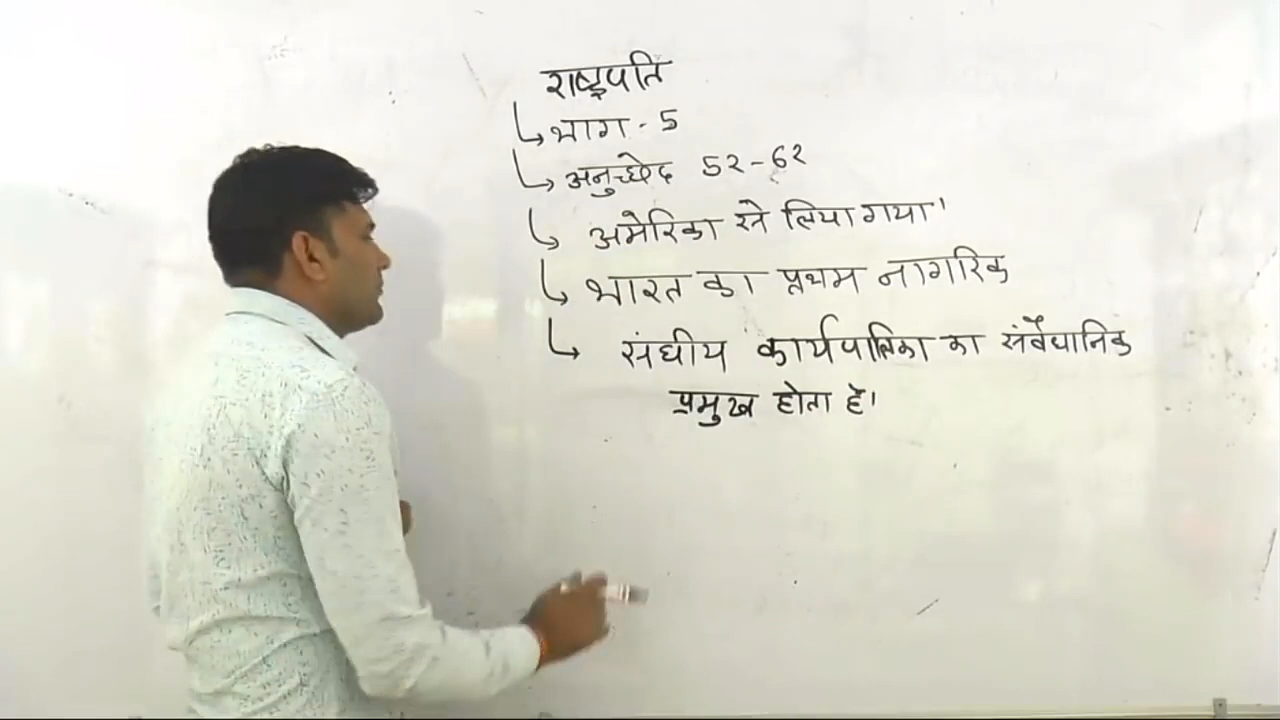 राष्ट्रपति
↳ भाग - 5
↳ अनुच्छेद 52 - 62
↳ अमेरिका से लिया गया।
↳ भारत का प्रथम नागरिक
↳ संघीय कार्यपालिका का संवैधानिक
प्रमुख होता है।